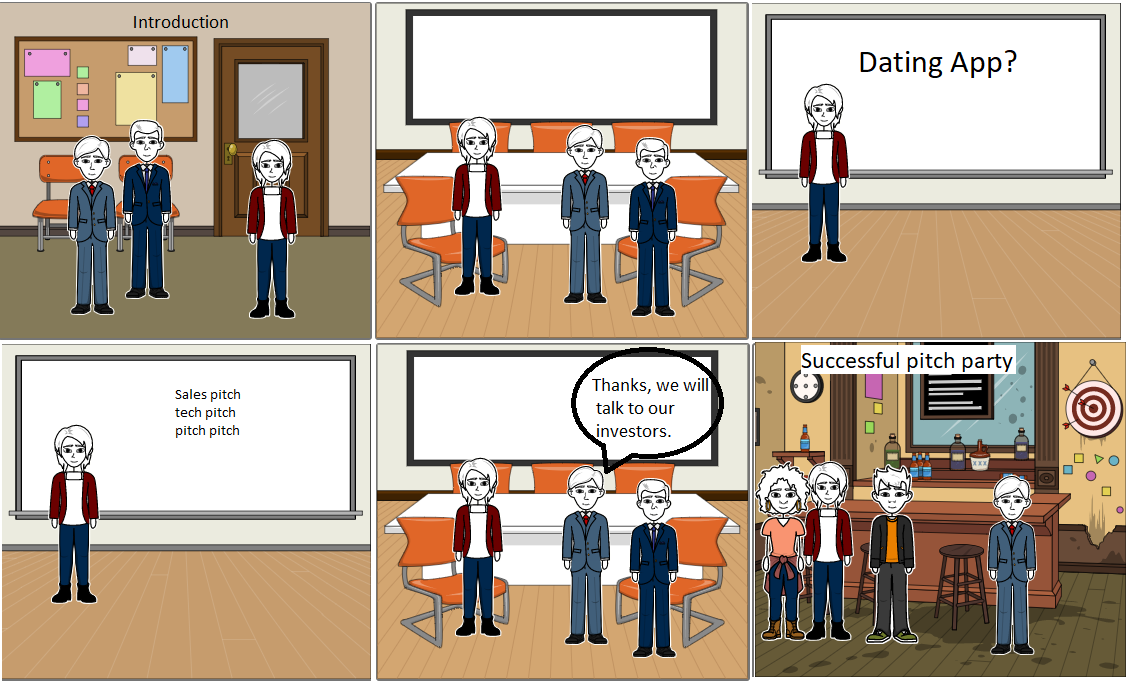 Introduction
Dating App?
Sales pitch
tech pitch
pitch pitch
Thanks, we will
talk to our
investors.
Successful pitch party
XXX